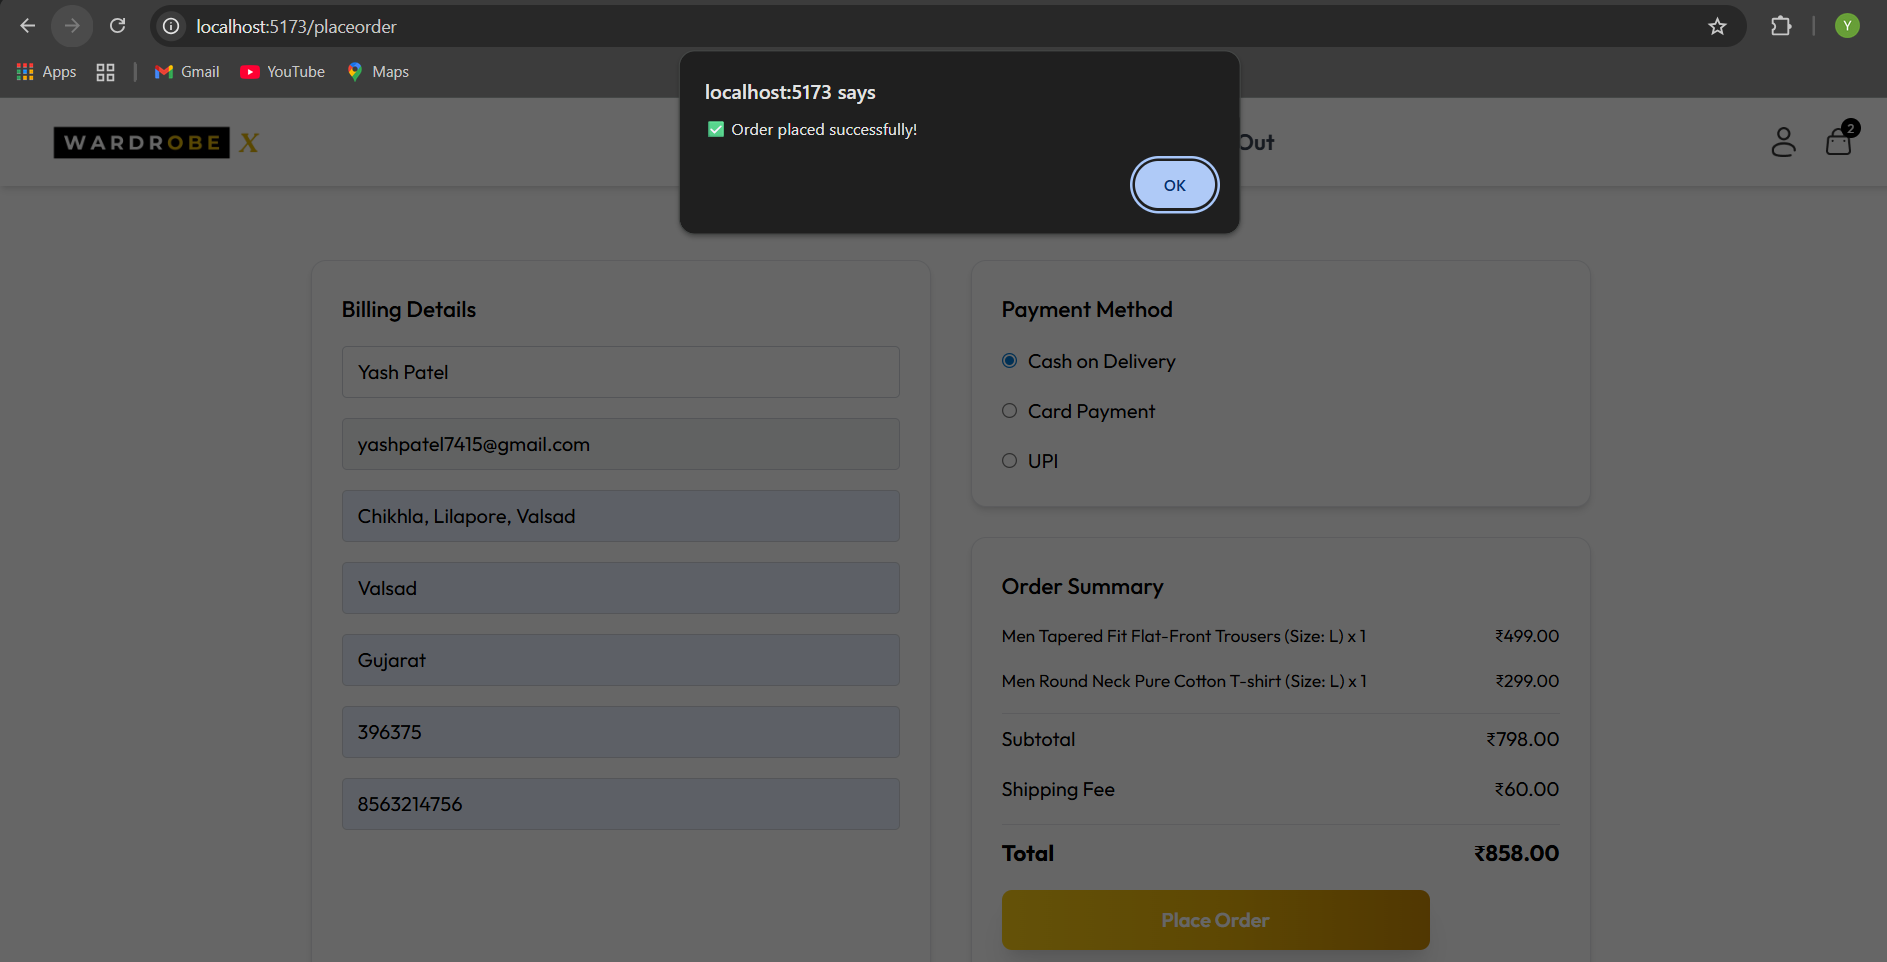 localhost:5173/placeorder
Y
Apps
Gmail
YouTube
Maps
localhost:5173 says
✅ Order placed successfully!
OK
WARDROBE X
Out
2
Billing Details
Yash Patel
yashpatel7415@gmail.com
Chikhla, Lilapore, Valsad
Valsad
Gujarat
396375
8563214756
Payment Method
Cash on Delivery
Card Payment
UPI
Order Summary
Men Tapered Fit Flat-Front Trousers (Size: L) x 1 ₹499.00
Men Round Neck Pure Cotton T-shirt (Size: L) x 1 ₹299.00
Subtotal ₹798.00
Shipping Fee ₹60.00
Total ₹858.00
Place Order